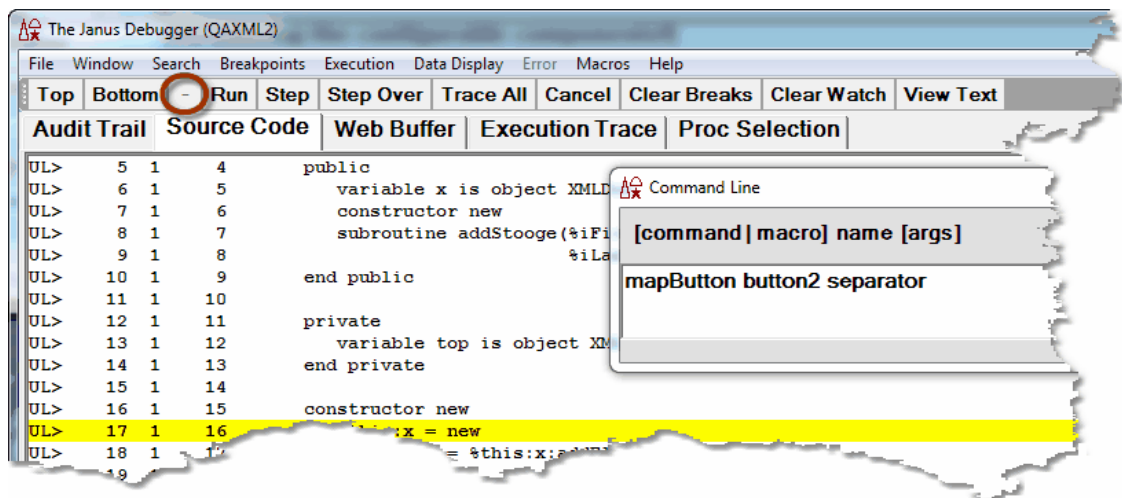 The Janus Debugger (QAXML2)
File Window Search Breakpoints Execution Data Display Error Macros Help
Top Bottom - Run Step Step Over Trace All Cancel Clear Breaks Clear Watch View Text
Audit Trail Source Code Web Buffer Execution Trace Proc Selection
UL> 5 1 4 public
UL> 6 1 5 variable x is object XMLD
UL> 7 1 6 constructor new
UL> 8 1 7 subroutine addStooge(%iFi
UL> 9 1 8 %iLa
UL> 10 1 9 end public
UL> 11 1 10
UL> 12 1 11 private
UL> 13 1 12 variable top is object XM
UL> 14 1 13 end private
UL> 15 1 14
UL> 16 1 15 constructor new
UL> 17 1 16 :x = new
UL> 18 1 = %this:x:
19
Command Line
[command|macro] name [args]
mapButton button2 separator